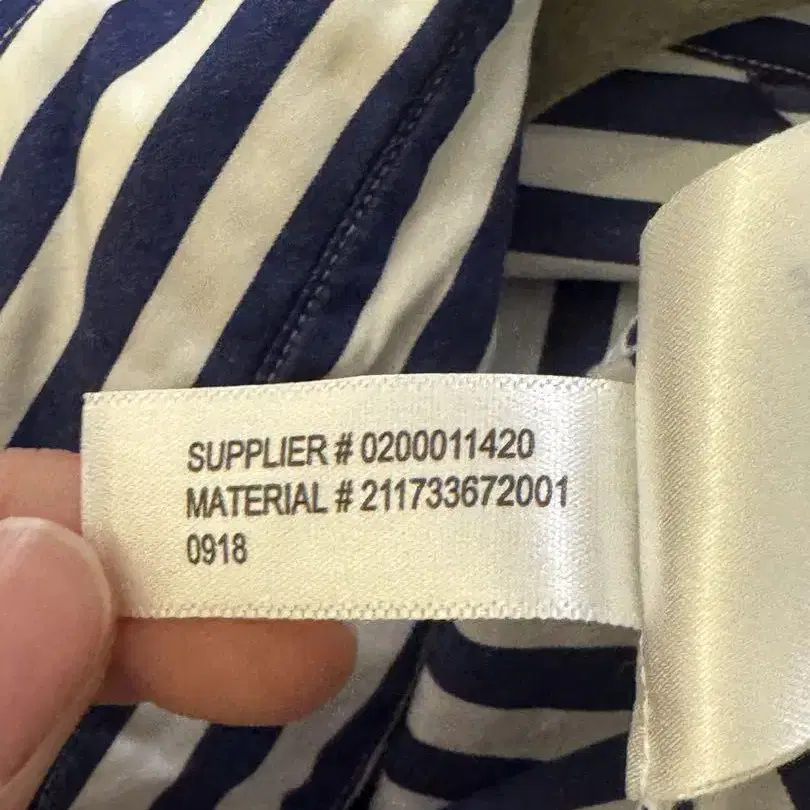 SUPPLIER # 0200011420
MATERIAL # 211733672001
0918